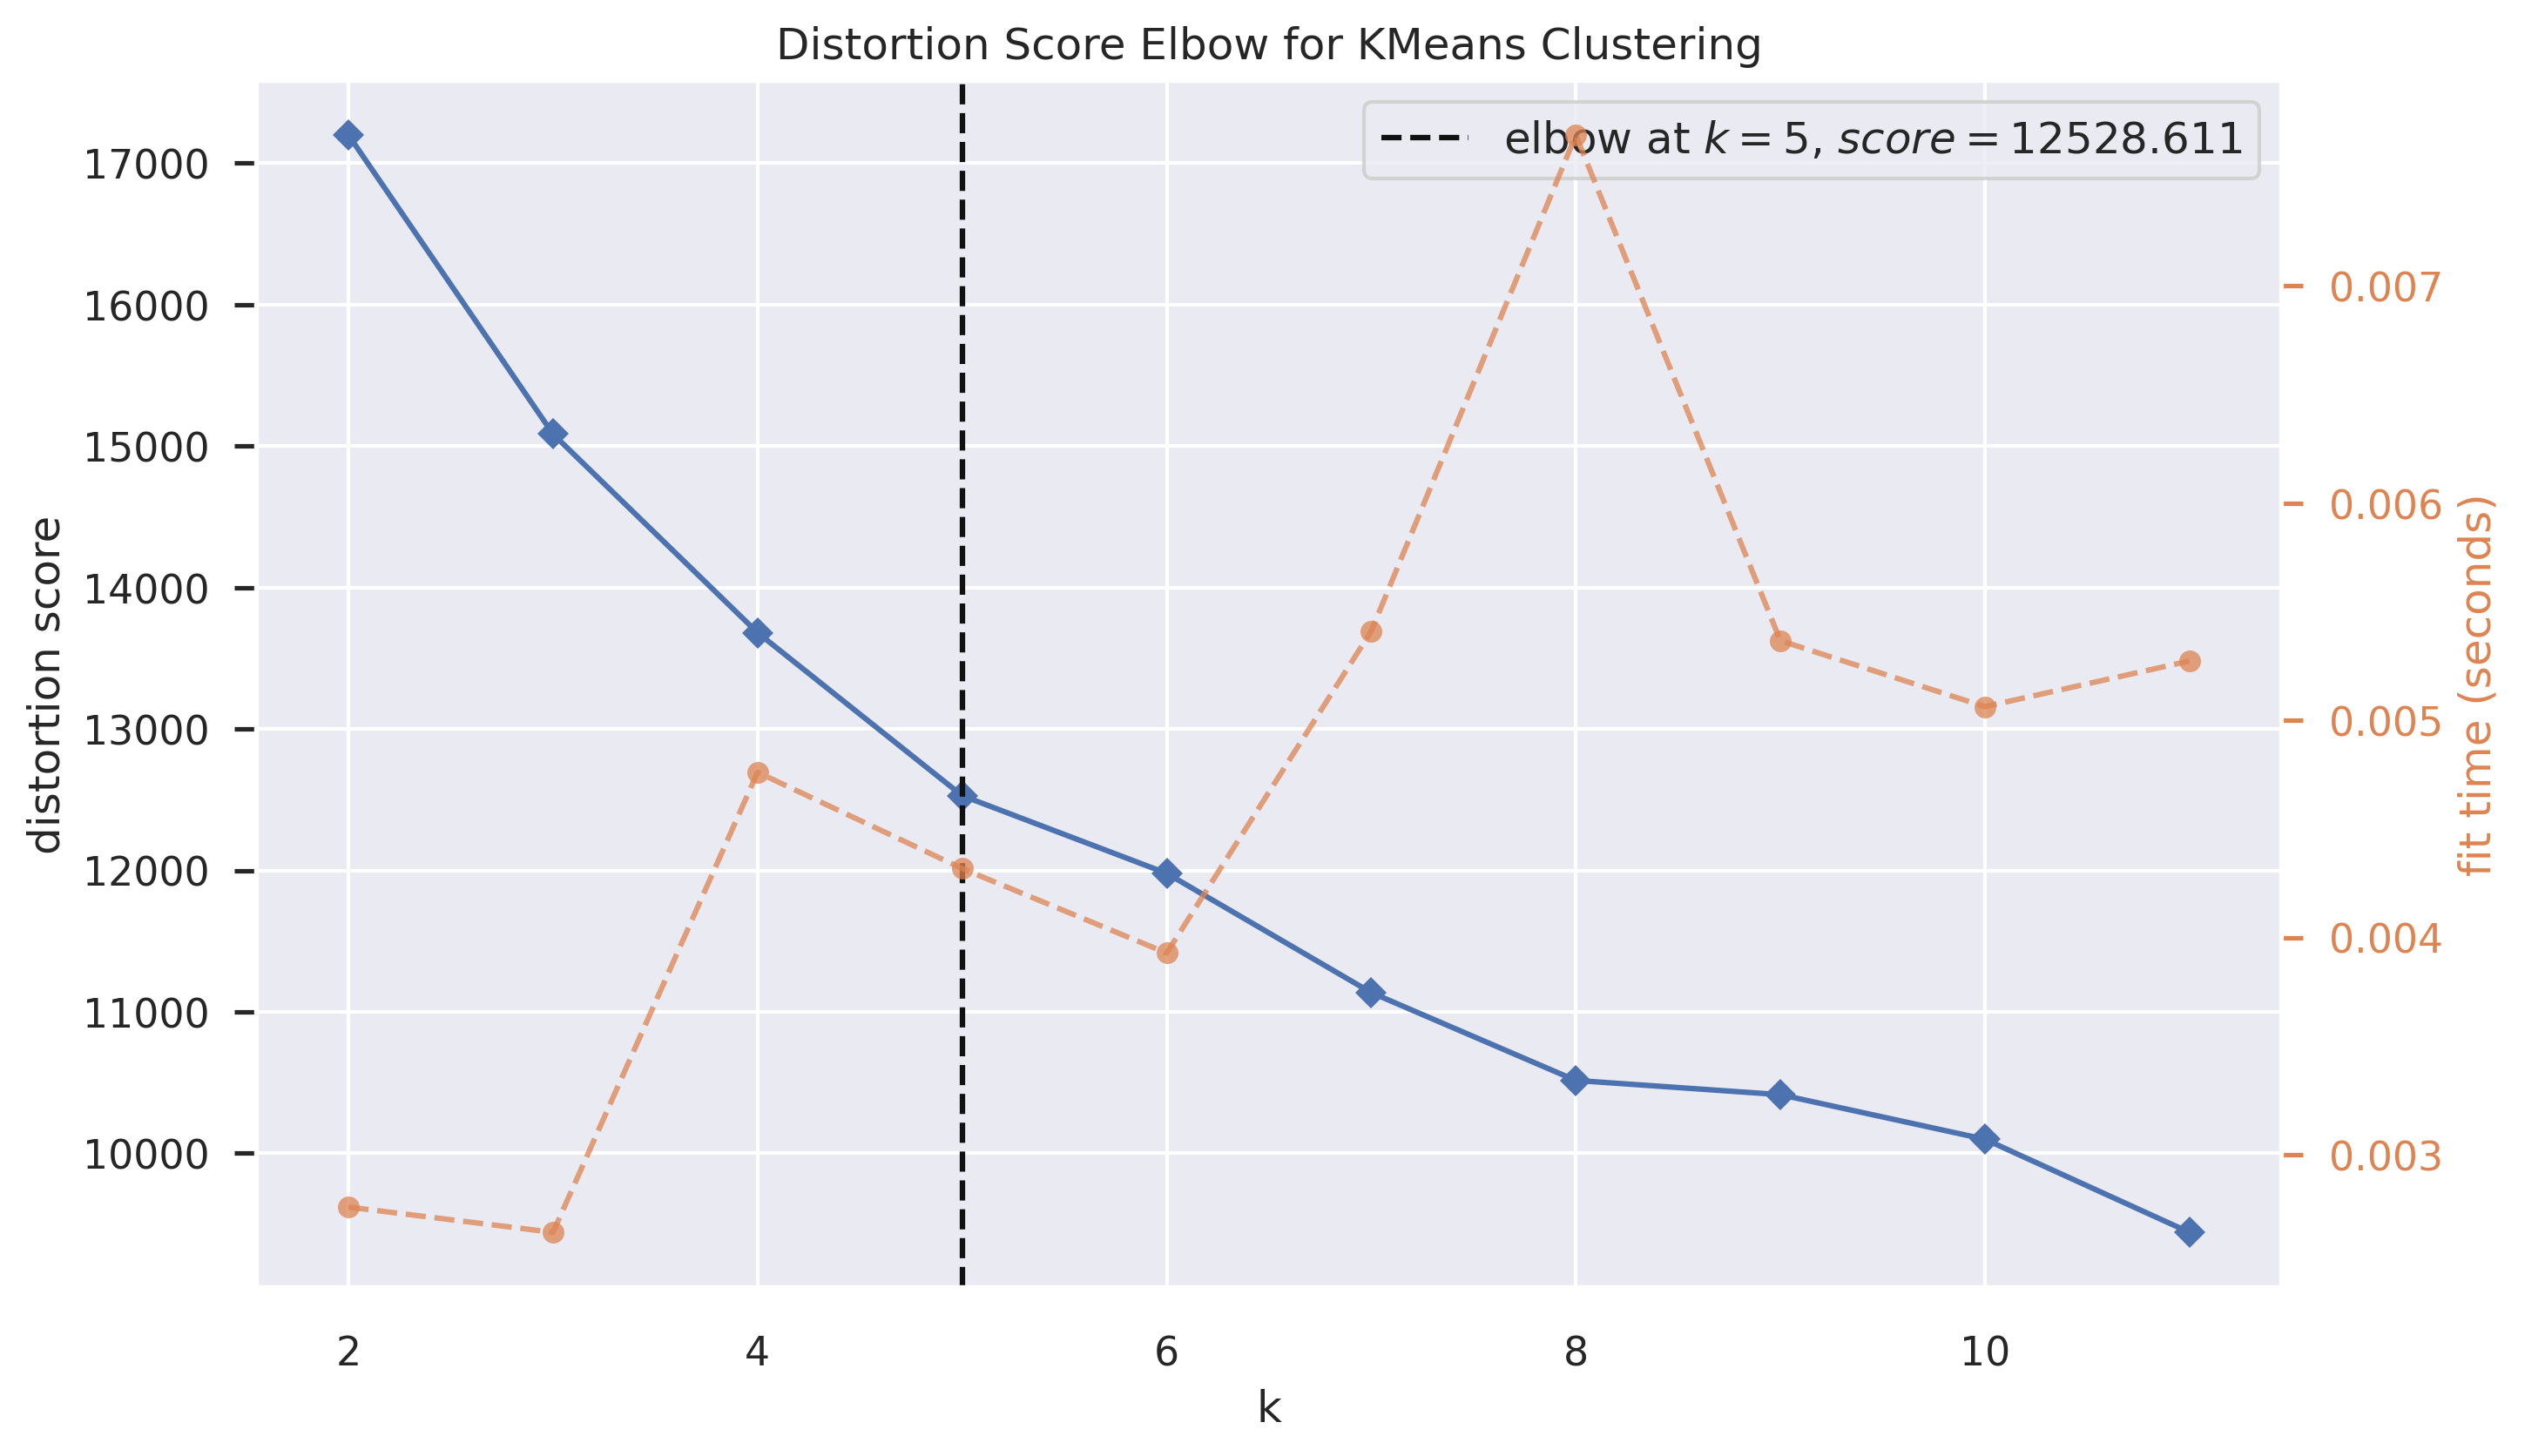 Distortion Score Elbow for KMeans Clustering
elbow at k = 5, score = 12528.611
distortion score
17000
16000
15000
14000
13000
12000
11000
10000
0.007
0.006
0.005
0.004
0.003
fit time (seconds)
2 4 6 8 10
k